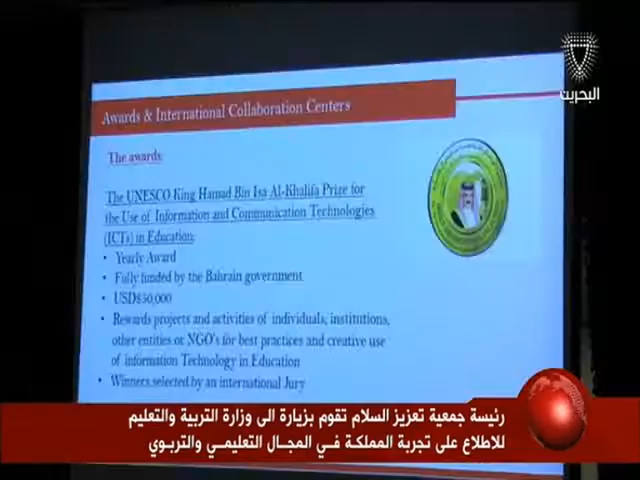 البحرين
Awards & International Collaboration Centers
The awards:
The UNESCO King Hamad Bin Isa Al-Khalifa Prize for
the Use of Information and Communication Technologies
(ICTs) in Education:
• Yearly Award
• Fully funded by the Bahrain government
• USD$50,000
• Rewards projects and activities of individuals, institutions,
other entities or NGO's for best practices and creative use
of information Technology in Education
• Winners selected by an international Jury
رئيسة جمعية تعزيز السلام تقوم بزيارة الى وزارة التربية والتعليم
للاطلاع على تجربة المملكة في المجال التعليمي والتربوي